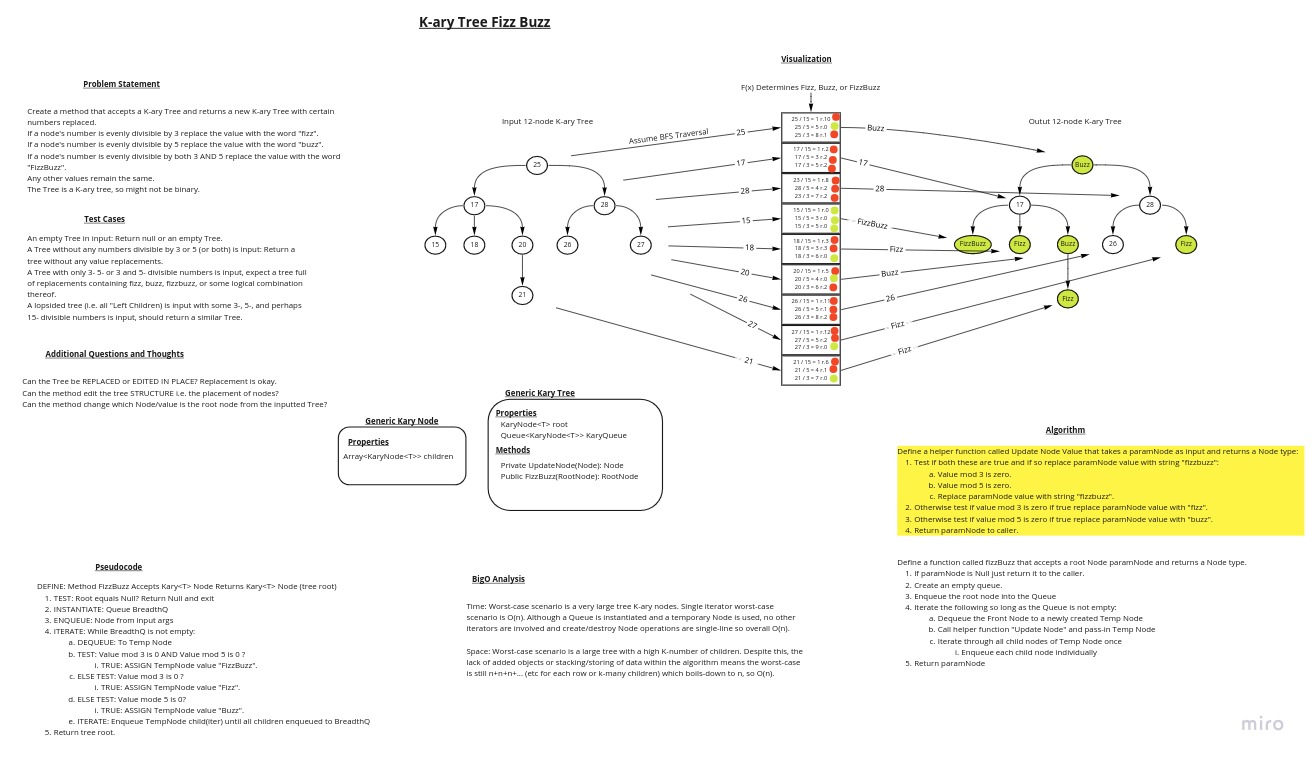 K-ary Tree Fizz Buzz
Problem Statement
Create a method that accepts a K-ary Tree and returns a new K-ary Tree with certain
numbers replaced.
If a node's number is evenly divisible by 3 replace the value with the word "fizz".
If a node's number is evenly divisible by 5 replace the value with the word "buzz".
If a node's number is evenly divisible by both 3 AND 5 replace the value with the word
"FizzBuzz".
Any other values remain the same.
The Tree is a K-ary tree, so might not be binary.
Test Cases
An empty Tree in input: Return null or an empty Tree.
A Tree without any numbers divisible by 3 or 5 (or both) is input: Return a
tree without any value replacements.
A Tree with only 3- 5- or 3 and 5- divisible numbers is input, expect a tree full
of replacements containing fizz, buzz, fizzbuzz, or some logical combination
thereof.
A lopsided tree (i.e. all "Left Children) is input with some 3-, 5-, and perhaps
15- divisible numbers is input, should return a similar Tree.
Additional Questions and Thoughts
Can the Tree be REPLACED or EDITED IN PLACE? Replacement is okay.
Can the method edit the tree STRUCTURE i.e. the placement of nodes?
Can the method change which Node/value is the root node from the inputted Tree?
Input 12-node K-ary Tree
25
17
28
15
18
20
26
27
21
Visualization
F(x) Determines Fizz, Buzz, or FizzBuzz
Assume BFS Traversal
25
17
28
15
18
20
26
27
21
25 / 15 = 1 r.10
25 / 5 = 5 r.0
25 / 3 = 8 r.1
17 / 15 = 1 r.2
17 / 5 = 3 r.2
17 / 3 = 5 r.2
23 / 15 = 1 r.8
28 / 5 = 4 r.2
23 / 3 = 7 r.2
15 / 15 = 1 r.0
15 / 5 = 3 r.0
15 / 3 = 5 r.0
18 / 15 = 1 r.3
18 / 5 = 3 r.3
18 / 3 = 6 r.0
20 / 15 = 1 r.5
20 / 5 = 4 r.0
20 / 3 = 6 r.2
26 / 15 = 1 r.11
26 / 5 = 5 r.1
26 / 3 = 8 r.2
27 / 15 = 1 r.12
27 / 5 = 5 r.2
27 / 3 = 9 r.0
21 / 15 = 1 r.6
21 / 5 = 4 r.1
21 / 3 = 7 r.0
Buzz
17
28
FizzBuzz
Fizz
Buzz
26
Fizz
Fizz
Outut 12-node K-ary Tree
Buzz
17
28
FizzBuzz
Fizz
Buzz
26
Fizz
Fizz
Generic Kary Node
Properties
Array<KaryNode<T>> children
Generic Kary Tree
Properties
KaryNode<T> root
Queue<KaryNode<T>> KaryQueue
Methods
Private UpdateNode(Node): Node
Public FizzBuzz(RootNode): RootNode
Algorithm
Define a helper function called Update Node Value that takes a paramNode as input and returns a Node type:
1. Test if both these are true and if so replace paramNode value with string "fizzbuzz":
a. Value mod 3 is zero.
b. Value mod 5 is zero.
c. Replace paramNode value with string "fizzbuzz".
2. Otherwise test if value mod 3 is zero if true replace paramNode value with "fizz".
3. Otherwise test if value mod 5 is zero if true replace paramNode value with "buzz".
4. Return paramNode to caller.
Define a function called fizzBuzz that accepts a root Node paramNode and returns a Node type.
1. If paramNode is Null just return it to the caller.
2. Create an empty queue.
3. Enqueue the root node into the Queue
4. Iterate the following so long as the Queue is not empty:
a. Dequeue the Front Node to a newly created Temp Node
b. Call helper function "Update Node" and pass-in Temp Node
c. Iterate through all child nodes of Temp Node once
i. Enqueue each child node individually
5. Return paramNode
Pseudocode
DEFINE: Method FizzBuzz Accepts Kary<T> Node Returns Kary<T> Node (tree root)
1. TEST: Root equals Null? Return Null and exit
2. INSTANTIATE: Queue BreadthQ
3. ENQUEUE: Node from input args
4. ITERATE: While BreadthQ is not empty:
a. DEQUEUE: To Temp Node
b. TEST: Value mod 3 is 0 AND Value mod 5 is 0 ?
i. TRUE: ASSIGN TempNode value "FizzBuzz".
c. ELSE TEST: Value mod 3 is 0 ?
i. TRUE: ASSIGN TempNode value "Fizz".
d. ELSE TEST: Value mode 5 is 0?
i. TRUE: ASSIGN TempNode value "Buzz".
e. ITERATE: Enqueue TempNode child(iter) until all children enqueued to BreadthQ
5. Return tree root.
BigO Analysis
Time: Worst-case scenario is a very large tree K-ary nodes. Single iterator worst-case
scenario is O(n). Although a Queue is instantiated and a temporary Node is used, no other
iterators are involved and create/destroy Node operations are single-line so overall O(n).
Space: Worst-case scenario is a large tree with a high K-number of children. Despite this, the
lack of added objects or stacking/storing of data within the algorithm means the worst-case
is still n+n+n+... (etc for each row or k-many children) which boils-down to n, so O(n).
miro